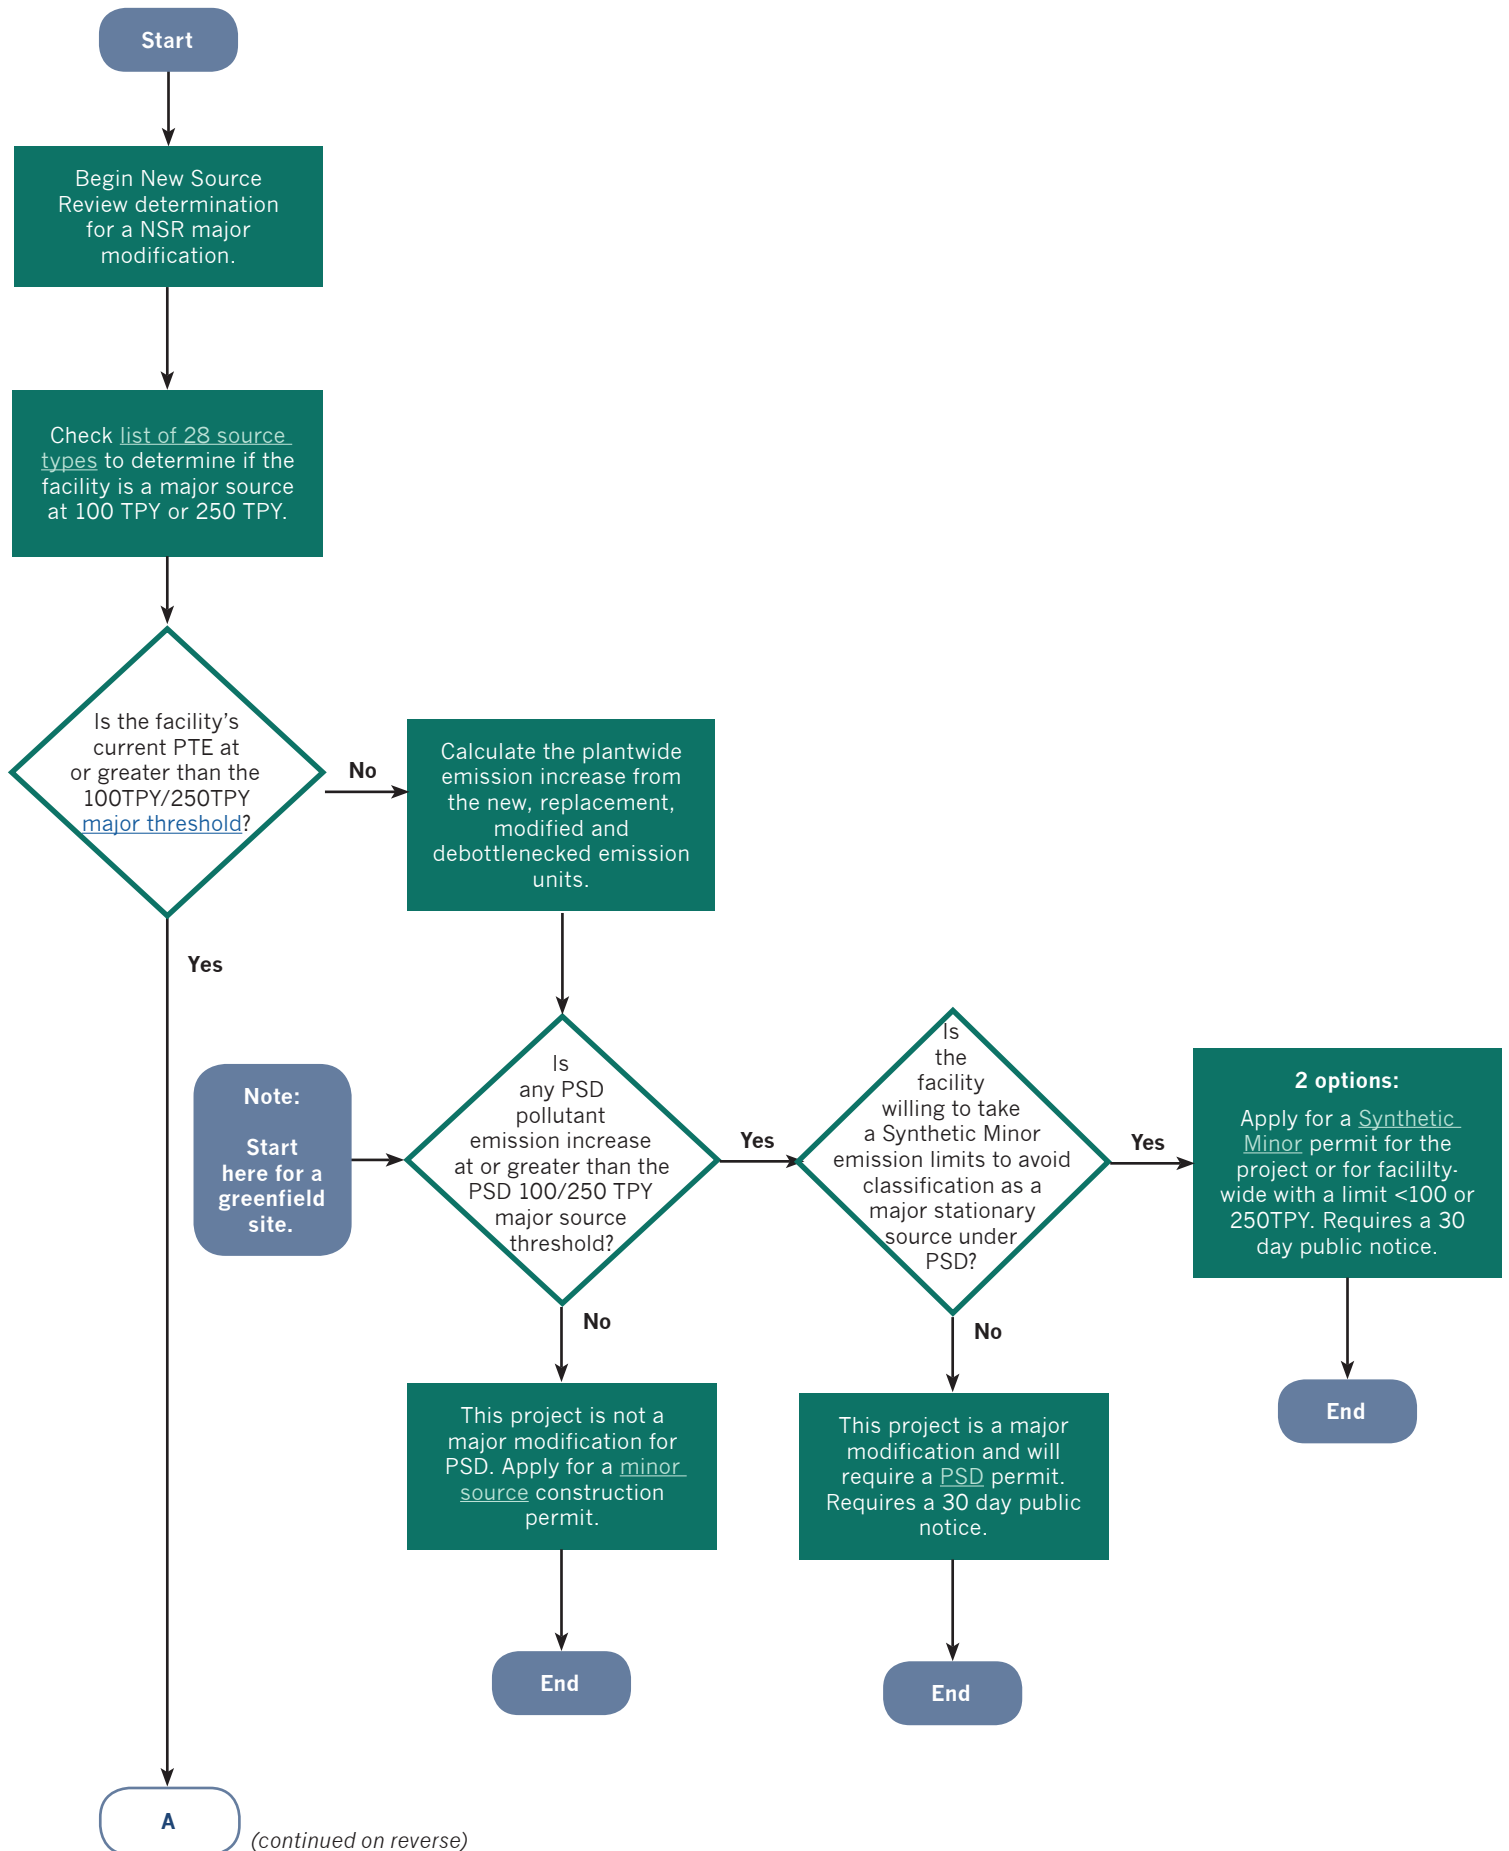 Start
Begin New Source
Review determination
for a NSR major
modification.
Check list of 28 source
types to determine if the
facility is a major source
at 100 TPY or 250 TPY.
Is the facility’s
current PTE at
or greater than the
100TPY/250TPY
major threshold?
No
Calculate the plantwide
emission increase from
the new, replacement,
modified and
debottlenecked emission
units.
Yes
Note:
Start
here for a
greenfield
site.
Is
any PSD
pollutant
emission increase
at or greater than the
PSD 100/250 TPY
major source
threshold?
Yes
Is
the
facility
willing to take
a Synthetic Minor
emission limits to avoid
classification as a
major stationary
source under
PSD?
Yes
2 options:
Apply for a Synthetic
Minor permit for the
project or for facililty-
wide with a limit <100 or
250TPY. Requires a 30
day public notice.
No
No
End
This project is not a
major modification for
PSD. Apply for a minor
source construction
permit.
This project is a major
modification and will
require a PSD permit.
Requires a 30 day public
notice.
End
End
A
(continued on reverse)